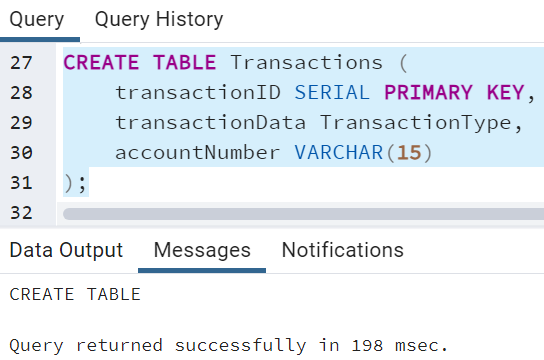 Query Query History
27 CREATE TABLE Transactions (
28 transactionID SERIAL PRIMARY KEY,
29 transactionData TransactionType,
30 accountNumber VARCHAR(15)
31 );
32
Data Output Messages Notifications
CREATE TABLE
Query returned successfully in 198 msec.